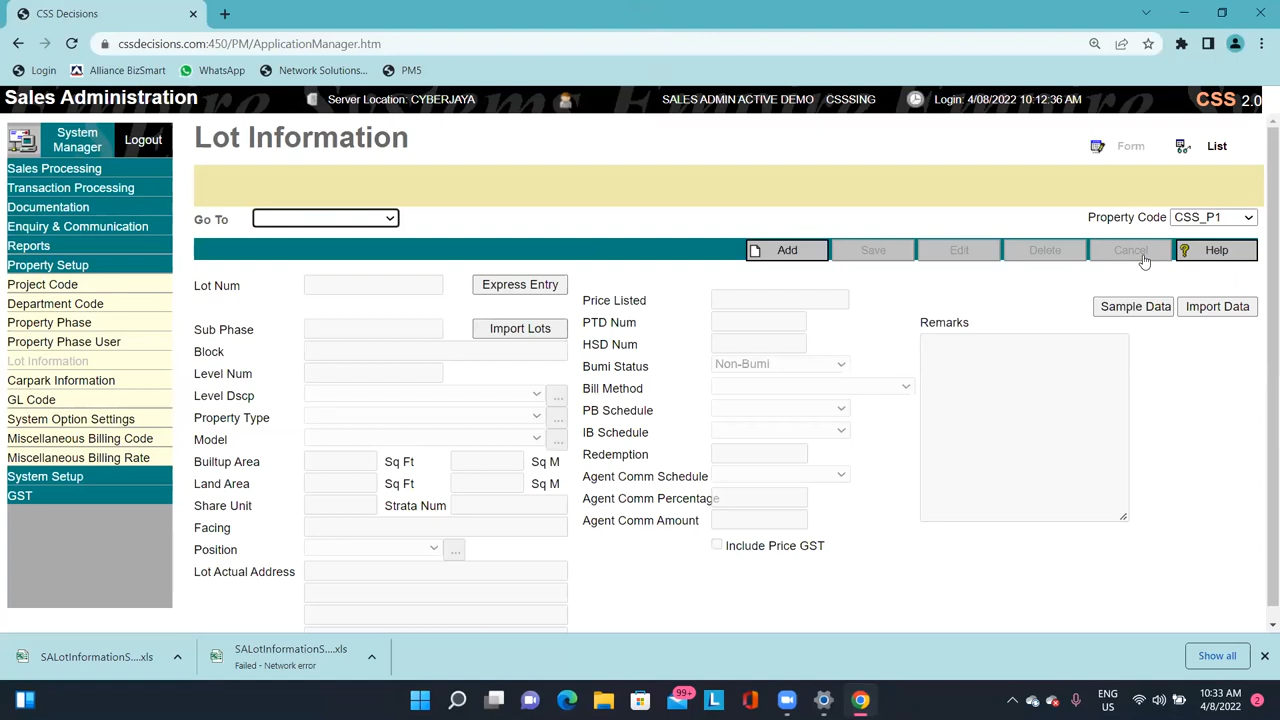 CSS Decisions
cssdecisions.com:450/PM/ApplicationManager.htm
Login
Alliance BizSmart
WhatsApp
Network Solutions...
PM5
Sales Administration
Server Location: CYBERJAYA
SALES ADMIN ACTIVE DEMO
CSSSING
Login: 4/08/2022 10:12:36 AM
CSS 2.0
System Manager
Logout
Lot Information
Form
List
Sales Processing
Transaction Processing
Documentation
Enquiry & Communication
Reports
Property Setup
Project Code
Department Code
Property Phase
Property Phase User
Lot Information
Carpark Information
GL Code
System Option Settings
Miscellaneous Billing Code
Miscellaneous Billing Rate
System Setup
GST
Go To
Property Code CSS_P1
Add
Save
Edit
Delete
Cancel
Help
Lot Num
Express Entry
Sub Phase
Import Lots
Block
Level Num
Level Dscp
...
Property Type
...
Model
...
Builtup Area
Sq Ft
Sq M
Land Area
Sq Ft
Sq M
Share Unit
Strata Num
Facing
Position
...
Lot Actual Address
Price Listed
PTD Num
HSD Num
Bumi Status
Non-Bumi
Bill Method
PB Schedule
IB Schedule
Redemption
Agent Comm Schedule
Agent Comm Percentage
Agent Comm Amount
Include Price GST
Sample Data
Import Data
Remarks
SALotInformationS....xls
SALotInformationS....xls
Failed - Network error
Show all
99+
L
ENG
US
10:33 AM
4/8/2022
2